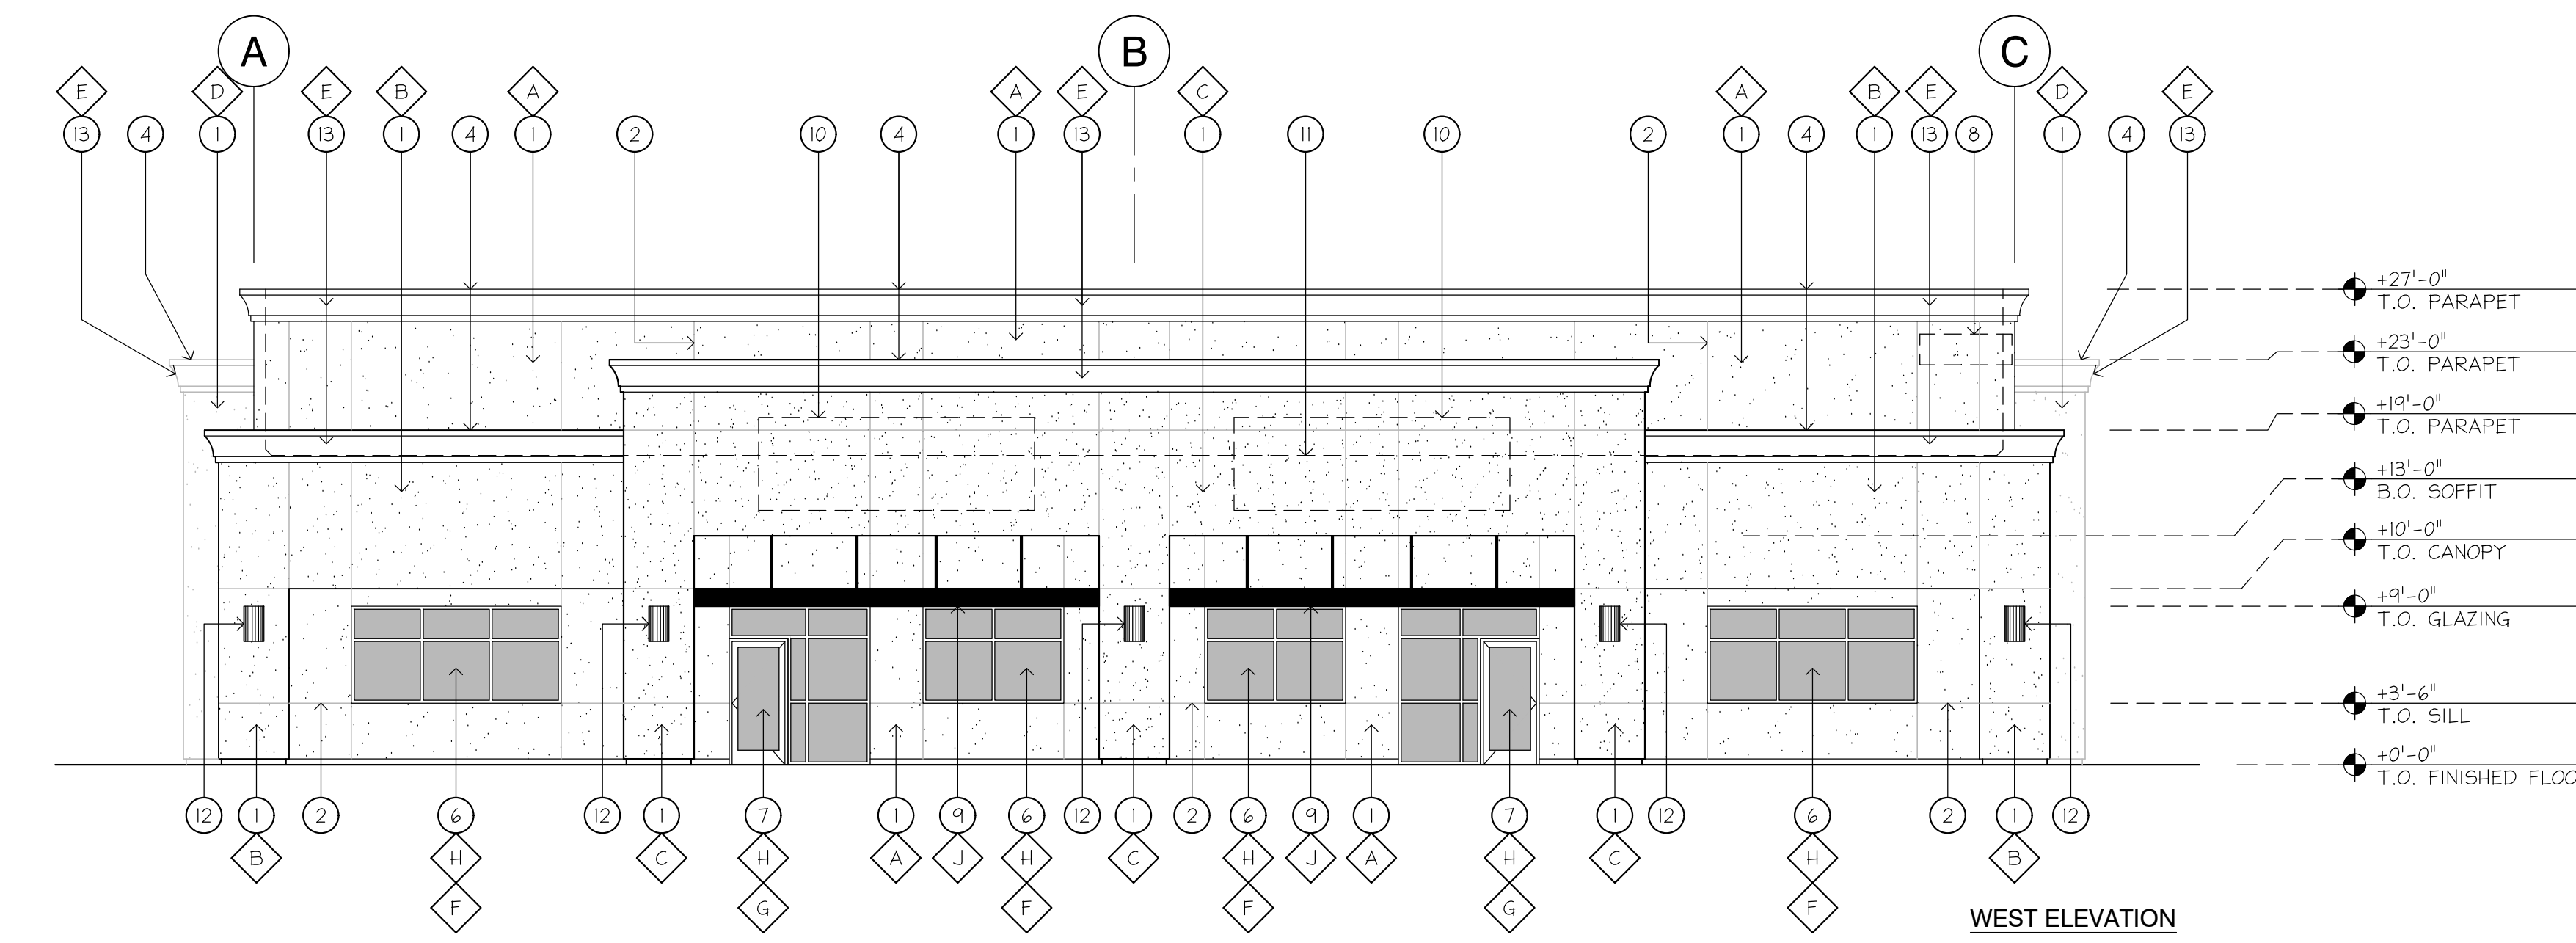 A B C
E D E B A A E C A B E D E
13 4 1 13 1 4 1 2 10 4 1 13 1 11 10 2 1 4 1 13 8 1 4 13
+27'-0"
T.O. PARAPET
+23'-0"
T.O. PARAPET
+19'-0"
T.O. PARAPET
+13'-0"
B.O. SOFFIT
+10'-0"
T.O. CANOPY
+9'-0"
T.O. GLAZING
+3'-6"
T.O. SILL
+0'-0"
T.O. FINISHED FLOO
12 1 2 6 12 1 7 1 9 6 12 1 2 6 9 1 7 1 12 6 2 1 12
B H C H A J H C H J A H C H B
F G F F G F
WEST ELEVATION